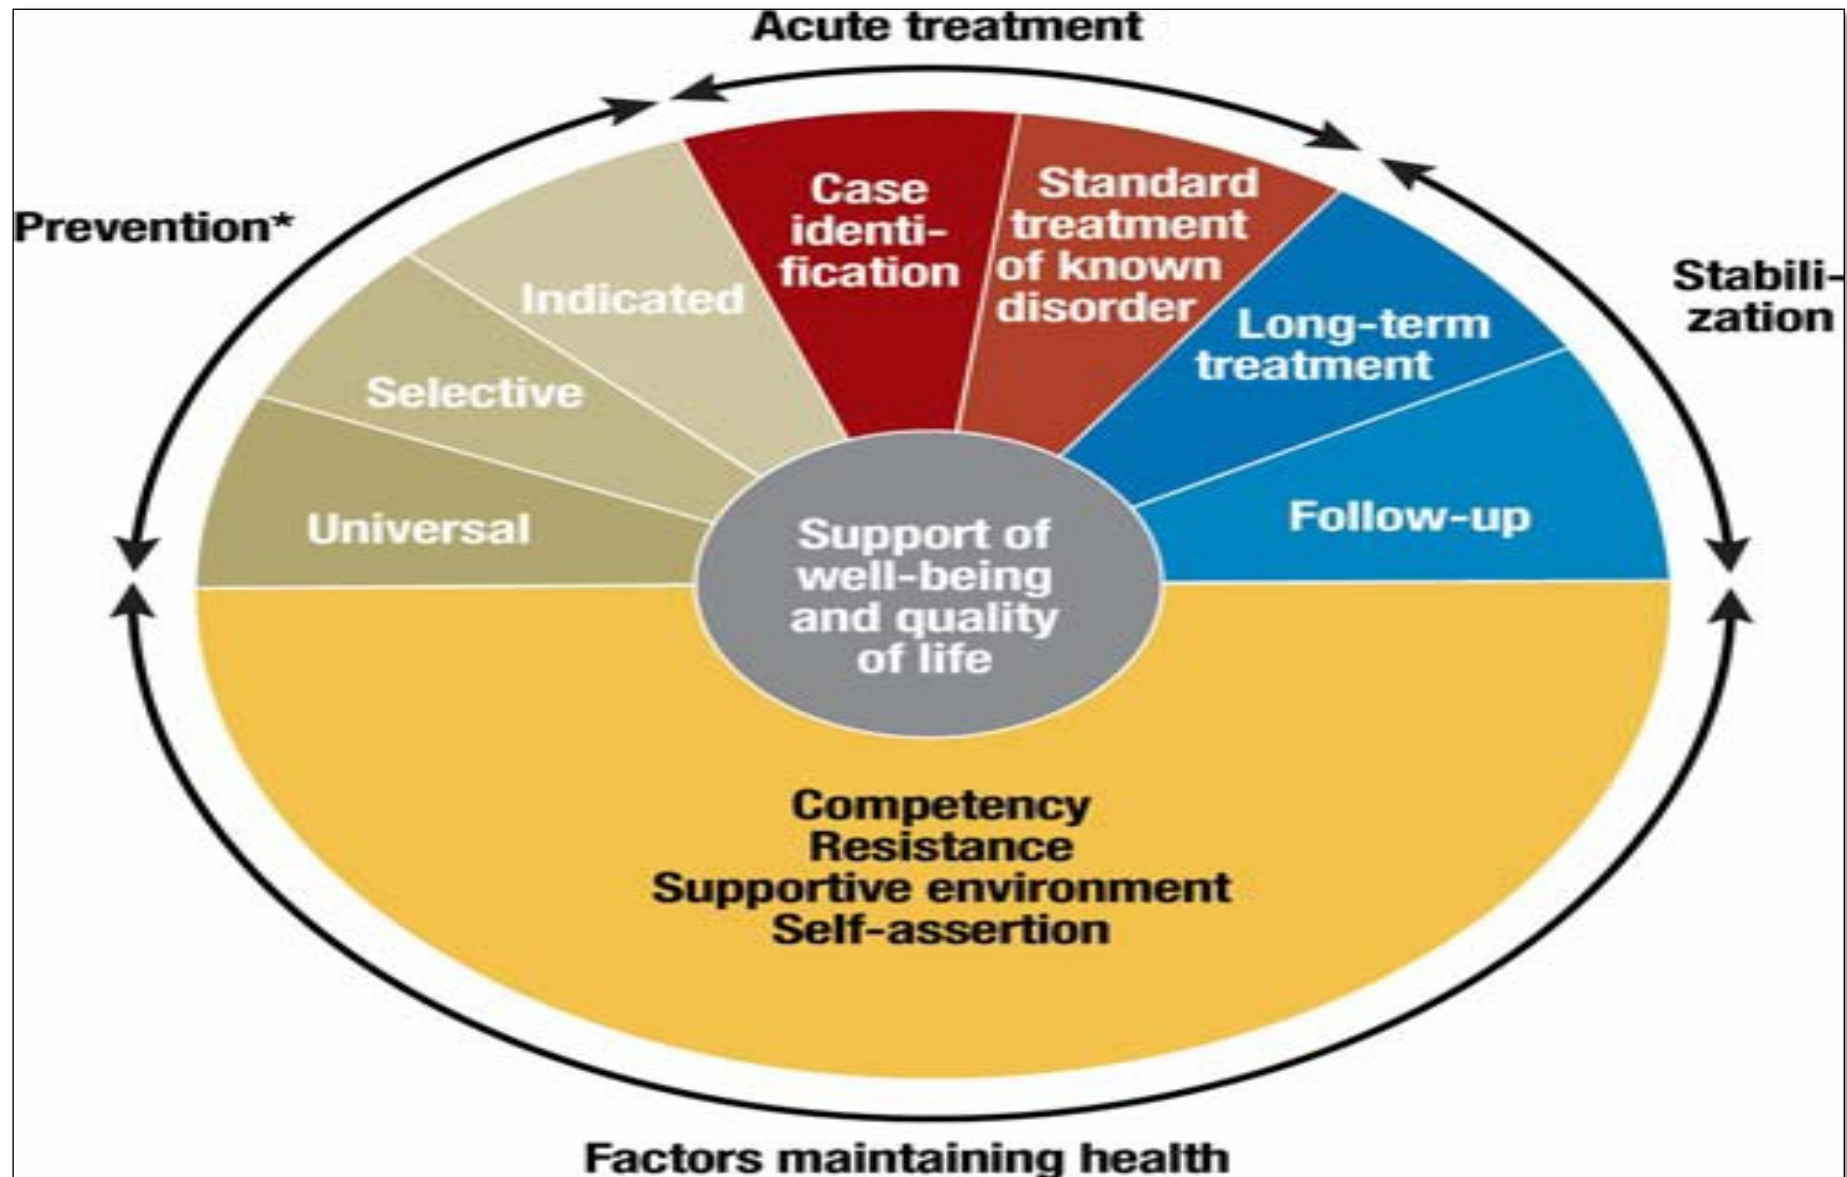 Acute treatment
Prevention*
Case
identi-
fication
Standard
treatment
of known
disorder
Stabili-
zation
Indicated
Long-term
treatment
Selective
Follow-up
Universal
Support of
well-being
and quality
of life
Competency
Resistance
Supportive environment
Self-assertion
Factors maintaining health